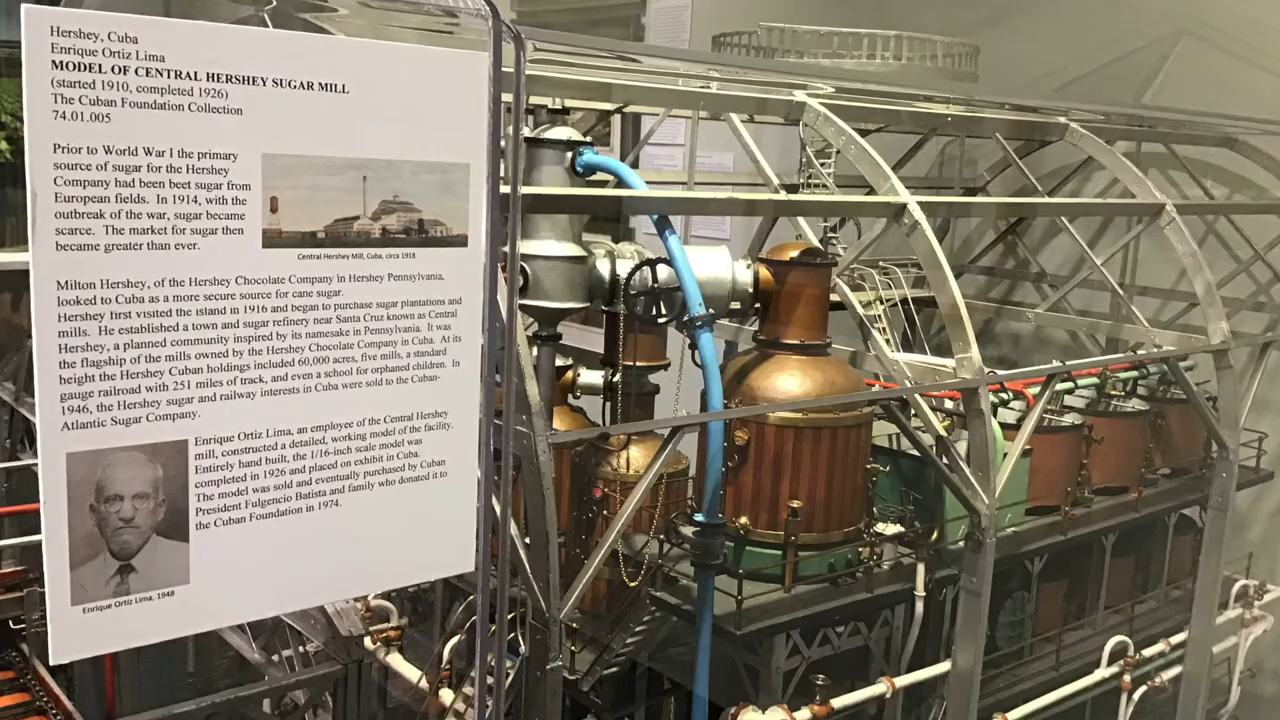 Hershey, Cuba
Enrique Ortiz Lima
MODEL OF CENTRAL HERSHEY SUGAR MILL
(started 1910, completed 1926)
The Cuban Foundation Collection
74.01.005
Prior to World War I the primary
source of sugar for the Hershey
Company had been beet sugar from
European fields. In 1914, with the
outbreak of the war, sugar became
scarce. The market for sugar then
became greater than ever.
Central Hershey Mill, Cuba, circa 1918
Milton Hershey, of the Hershey Chocolate Company in Hershey Pennsylvania,
looked to Cuba as a more secure source for cane sugar.
Hershey first visited the island in 1916 and began to purchase sugar plantations and
mills. He established a town and sugar refinery near Santa Cruz known as Central
Hershey, a planned community inspired by its namesake in Pennsylvania. It was
the flagship of the mills owned by the Hershey Chocolate Company in Cuba. At its
height the Hershey Cuban holdings included 60,000 acres, five mills, a standard
gauge railroad with 251 miles of track, and even a school for orphaned children. In
1946, the Hershey sugar and railway interests in Cuba were sold to the Cuban-
Atlantic Sugar Company.
Enrique Ortiz Lima, an employee of the Central Hershey
mill, constructed a detailed, working model of the facility.
Entirely hand built, the 1/16-inch scale model was
completed in 1926 and placed on exhibit in Cuba.
The model was sold and eventually purchased by Cuban
President Fulgencio Batista and family who donated it to
the Cuban Foundation in 1974.
Enrique Ortiz Lima, 1948